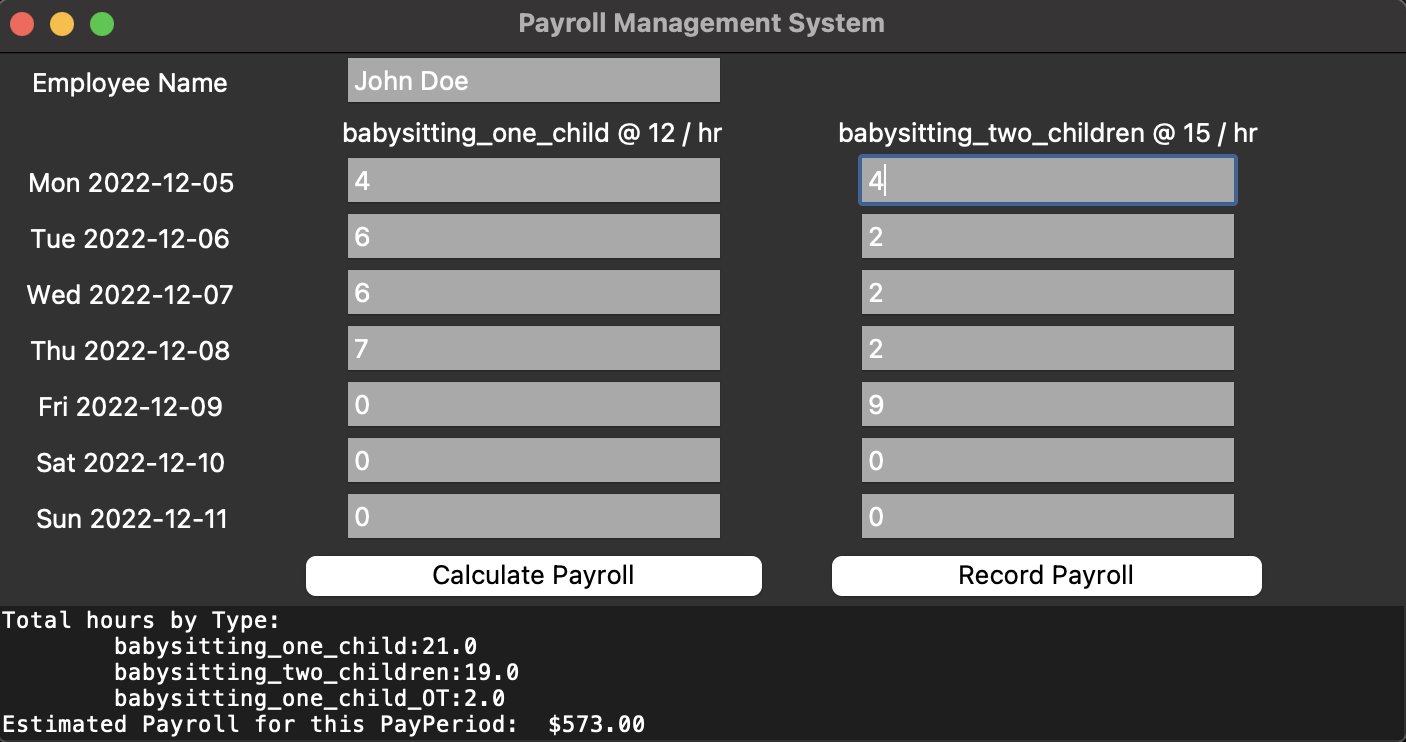 Payroll Management System
Employee Name John Doe
babysitting_one_child @ 12 / hr babysitting_two_children @ 15 / hr
Mon 2022-12-05 4 4
Tue 2022-12-06 6 2
Wed 2022-12-07 6 2
Thu 2022-12-08 7 2
Fri 2022-12-09 0 9
Sat 2022-12-10 0 0
Sun 2022-12-11 0 0
Calculate Payroll Record Payroll
Total hours by Type:
babysitting_one_child:21.0
babysitting_two_children:19.0
babysitting_one_child_OT:2.0
Estimated Payroll for this PayPeriod: $573.00